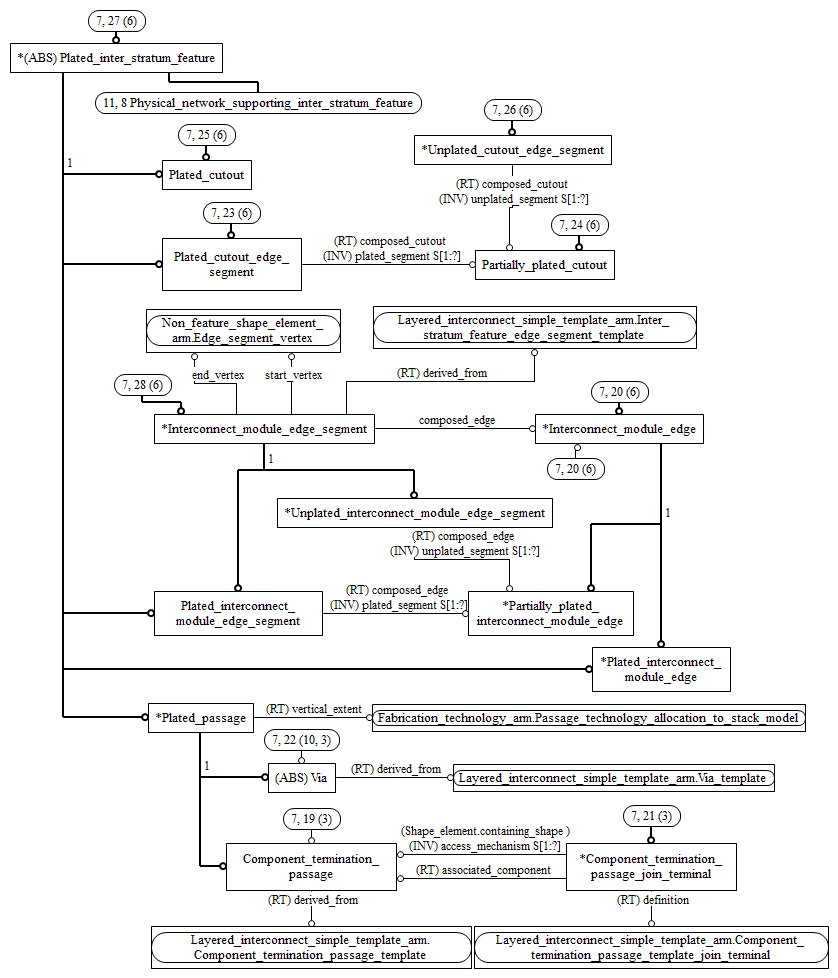 7, 27 (6)
*(ABS) Plated_inter_stratum_feature
11, 8 Physical_network_supporting_inter_stratum_feature
7, 26 (6)
7, 25 (6)
*Unplated_cutout_edge_segment
1
Plated_cutout
(RT) composed_cutout
(INV) unplated_segment S[1:?]
7, 23 (6)
7, 24 (6)
Plated_cutout_edge_
segment
(RT) composed_cutout
(INV) plated_segment S[1:?]
Partially_plated_cutout
Non_feature_shape_element_
arm.Edge_segment_vertex
Layered_interconnect_simple_template_arm.Inter_
stratum_feature_edge_segment_template
end_vertex
start_vertex
(RT) derived_from
7, 28 (6)
7, 20 (6)
*Interconnect_module_edge_segment
composed_edge
*Interconnect_module_edge
1
7, 20 (6)
*Unplated_interconnect_module_edge_segment
1
(RT) composed_edge
(INV) unplated_segment S[1:?]
Plated_interconnect_
module_edge_segment
(RT) composed_edge
(INV) plated_segment S[1:?]
*Partially_plated_
interconnect_module_edge
*Plated_interconnect_
module_edge
*Plated_passage
(RT) vertical_extent
Fabrication_technology_arm.Passage_technology_allocation_to_stack_model
7, 22 (10, 3)
1
(ABS) Via
(RT) derived_from
Layered_interconnect_simple_template_arm.Via_template
7, 19 (3)
7, 21 (3)
Component_termination_
passage
(Shape_element.containing_shape )
(INV) access_mechanism S[1:?]
(RT) associated_component
*Component_termination_
passage_join_terminal
(RT) derived_from
(RT) definition
Layered_interconnect_simple_template_arm.
Component_termination_passage_template
Layered_interconnect_simple_template_arm.Component_
termination_passage_template_join_terminal